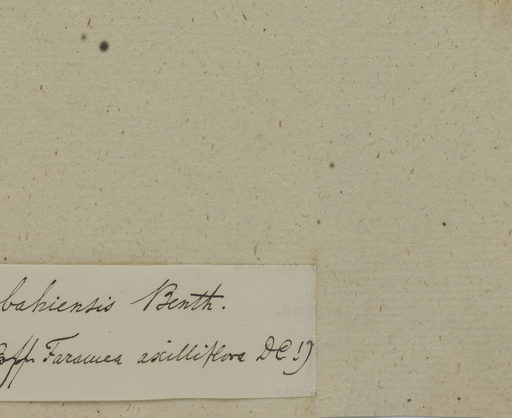 bahiensis Benth.
Faramea axilliflora DC!)